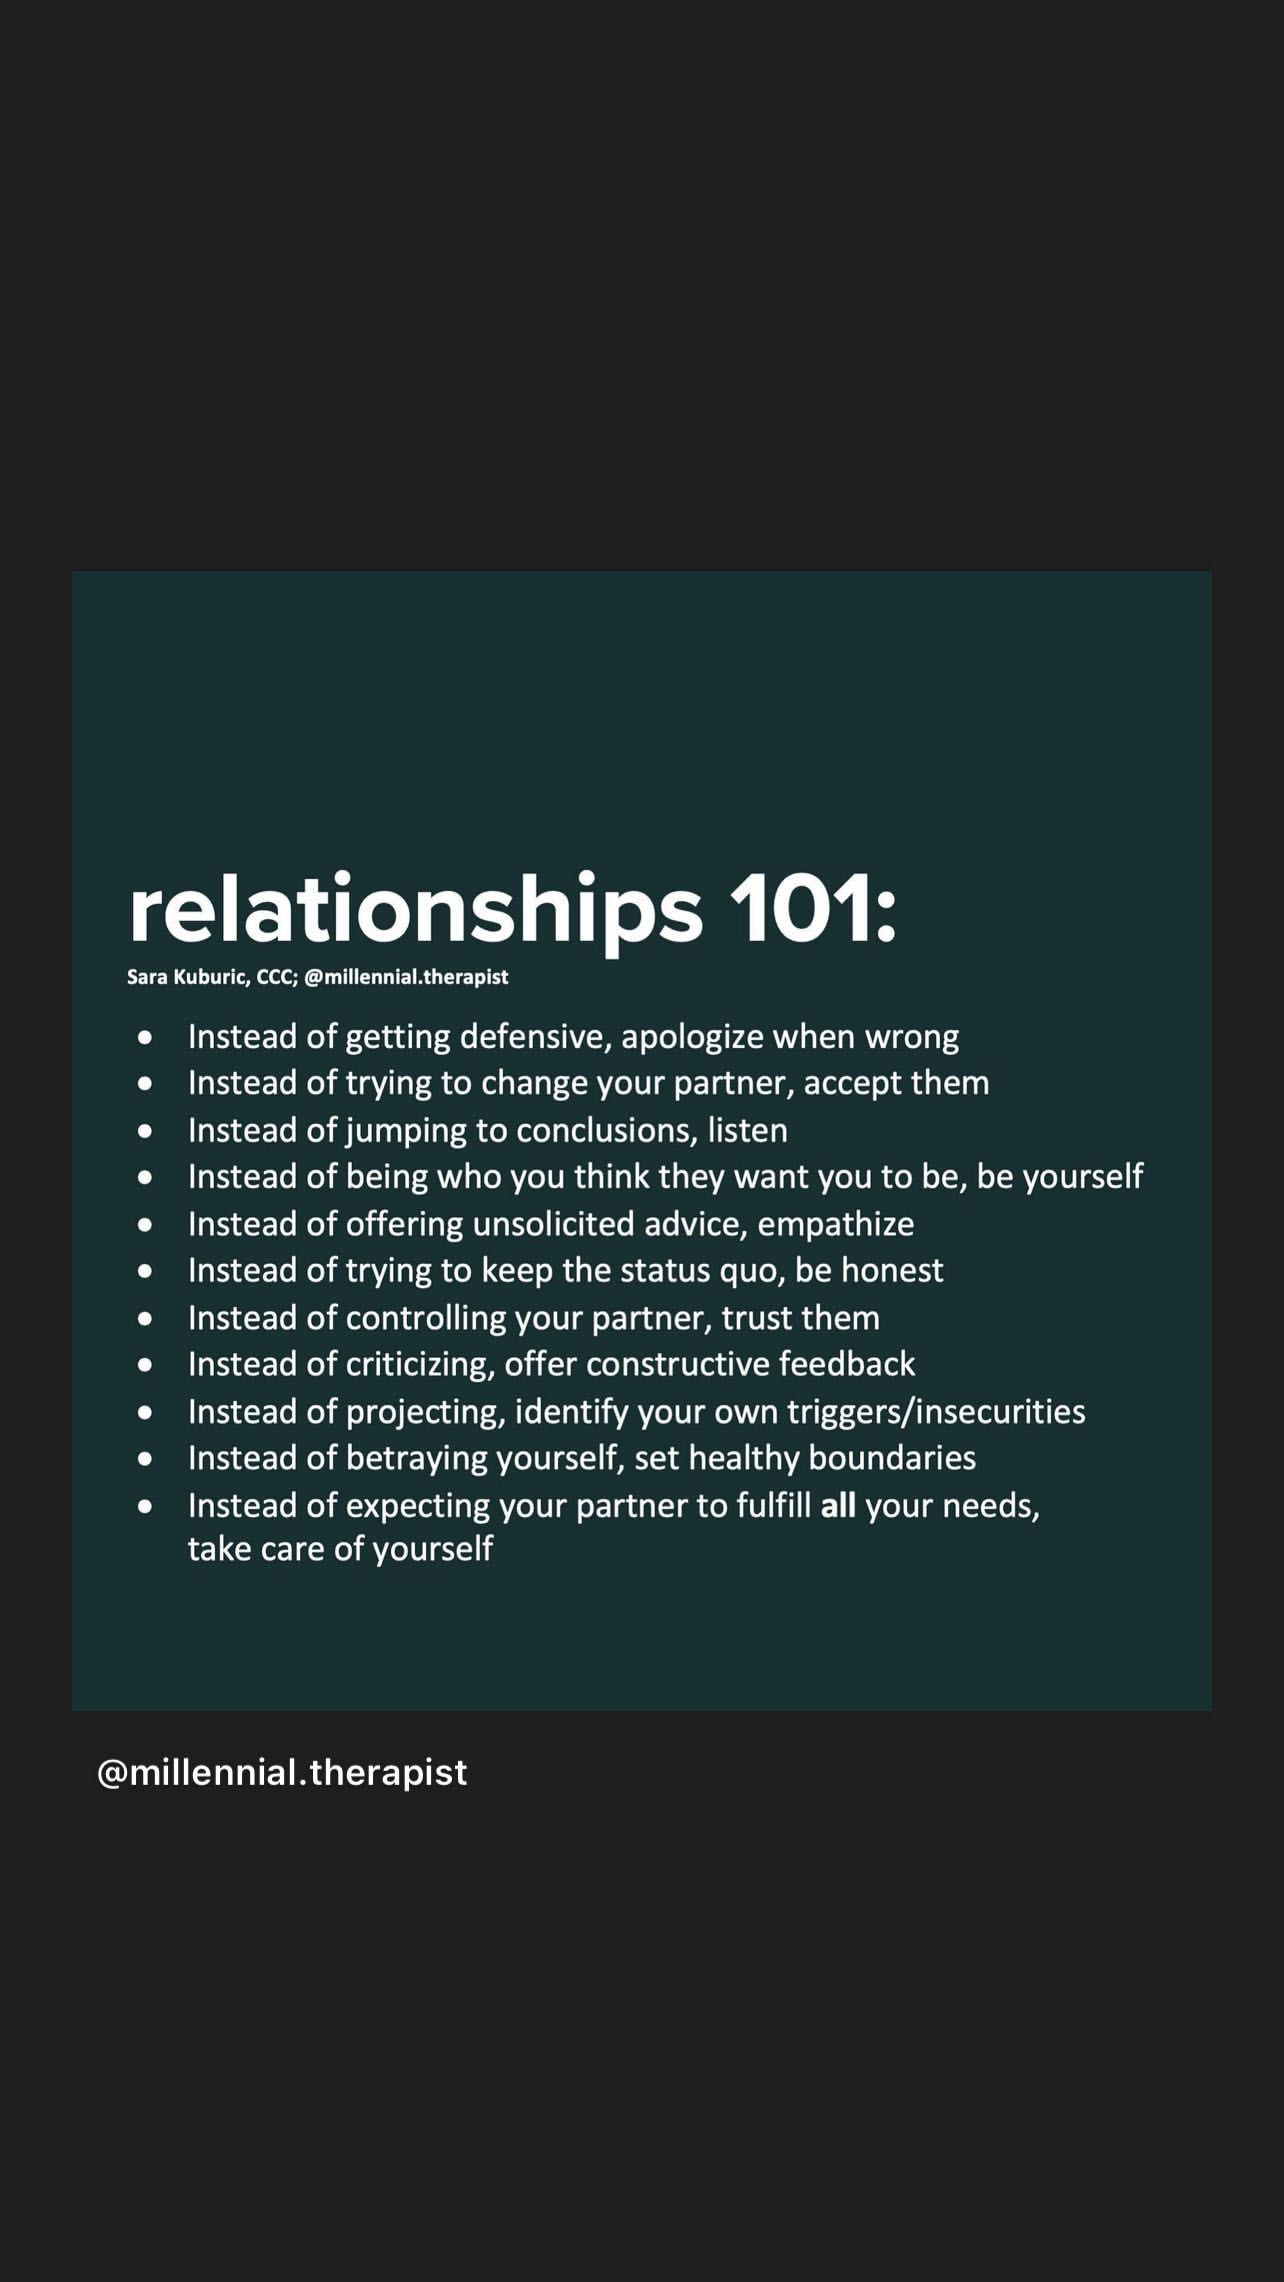 relationships 101:
Sara Kuburic, CCC; @millennial.therapist
• Instead of getting defensive, apologize when wrong
• Instead of trying to change your partner, accept them
• Instead of jumping to conclusions, listen
• Instead of being who you think they want you to be, be yourself
• Instead of offering unsolicited advice, empathize
• Instead of trying to keep the status quo, be honest
• Instead of controlling your partner, trust them
• Instead of criticizing, offer constructive feedback
• Instead of projecting, identify your own triggers/insecurities
• Instead of betraying yourself, set healthy boundaries
• Instead of expecting your partner to fulfill all your needs,
take care of yourself
@millennial.therapist